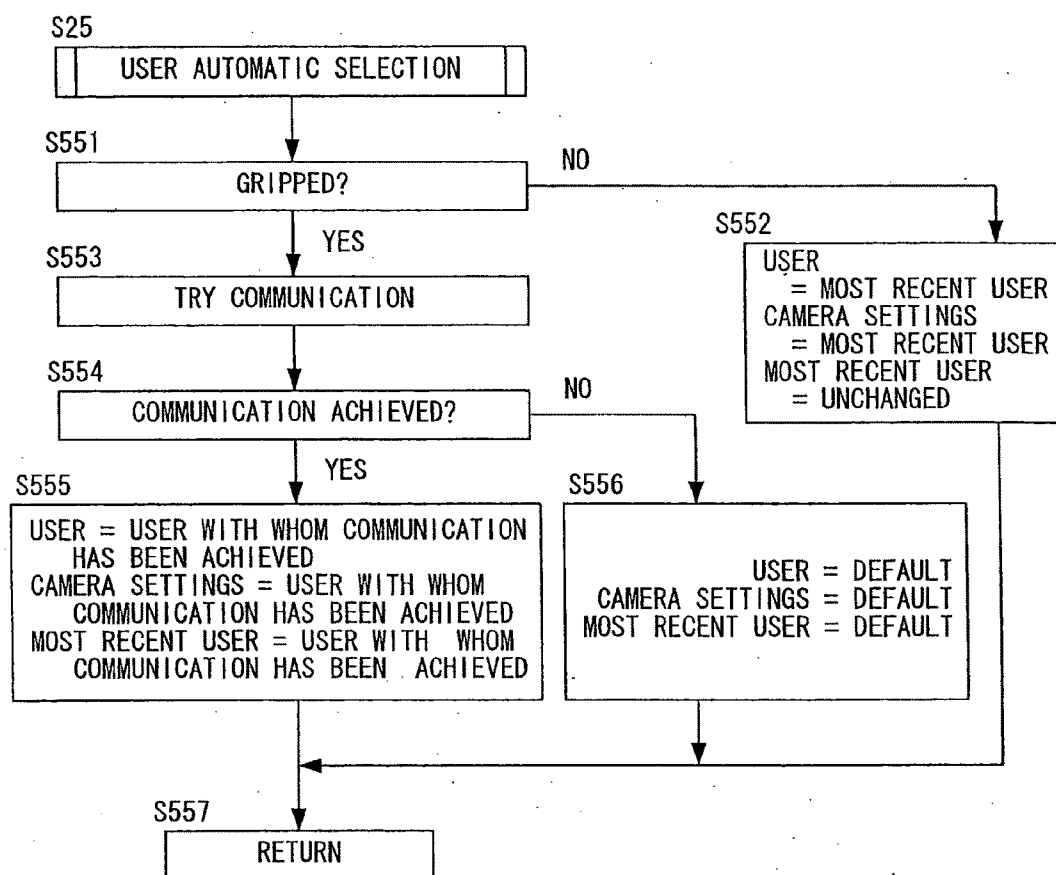 S25
USER AUTOMATIC SELECTION
S551
GRIPPED?
NO
YES
S552
USER
= MOST RECENT USER
CAMERA SETTINGS
= MOST RECENT USER
MOST RECENT USER
= UNCHANGED
S553
TRY COMMUNICATION
S554
COMMUNICATION ACHIEVED?
NO
YES
S555
USER = USER WITH WHOM COMMUNICATION
HAS BEEN ACHIEVED
CAMERA SETTINGS = USER WITH WHOM
COMMUNICATION HAS BEEN ACHIEVED
MOST RECENT USER = USER WITH WHOM
COMMUNICATION HAS BEEN ACHIEVED
S556
USER = DEFAULT
CAMERA SETTINGS = DEFAULT
MOST RECENT USER = DEFAULT
S557
RETURN